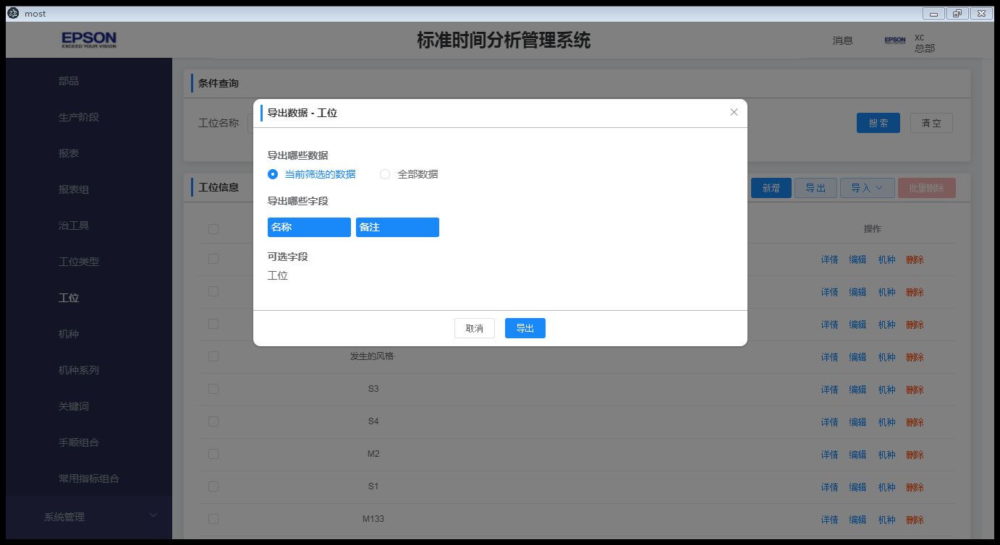 most
EPSON
EXCEED YOUR VISION
标准时间分析管理系统
消息
EPSON
xc
总部
部品
生产阶段
报表
报表组
治工具
工位类型
工位
机种
机种系列
关键词
手顺组合
常用指标组合
系统管理
条件查询
工位名称
搜索
清空
工位信息
新增
导出
导入
批量删除
导出数据 - 工位
导出哪些数据
当前筛选的数据
全部数据
导出哪些字段
名称
备注
可选字段
工位
取消
导出
操作
详情 编辑 机种 删除
详情 编辑 机种 删除
详情 编辑 机种 删除
发生的风格· 详情 编辑 机种 删除
S3 详情 编辑 机种 删除
S4 详情 编辑 机种 删除
M2 详情 编辑 机种 删除
S1 详情 编辑 机种 删除
M133 详情 编辑 机种 删除